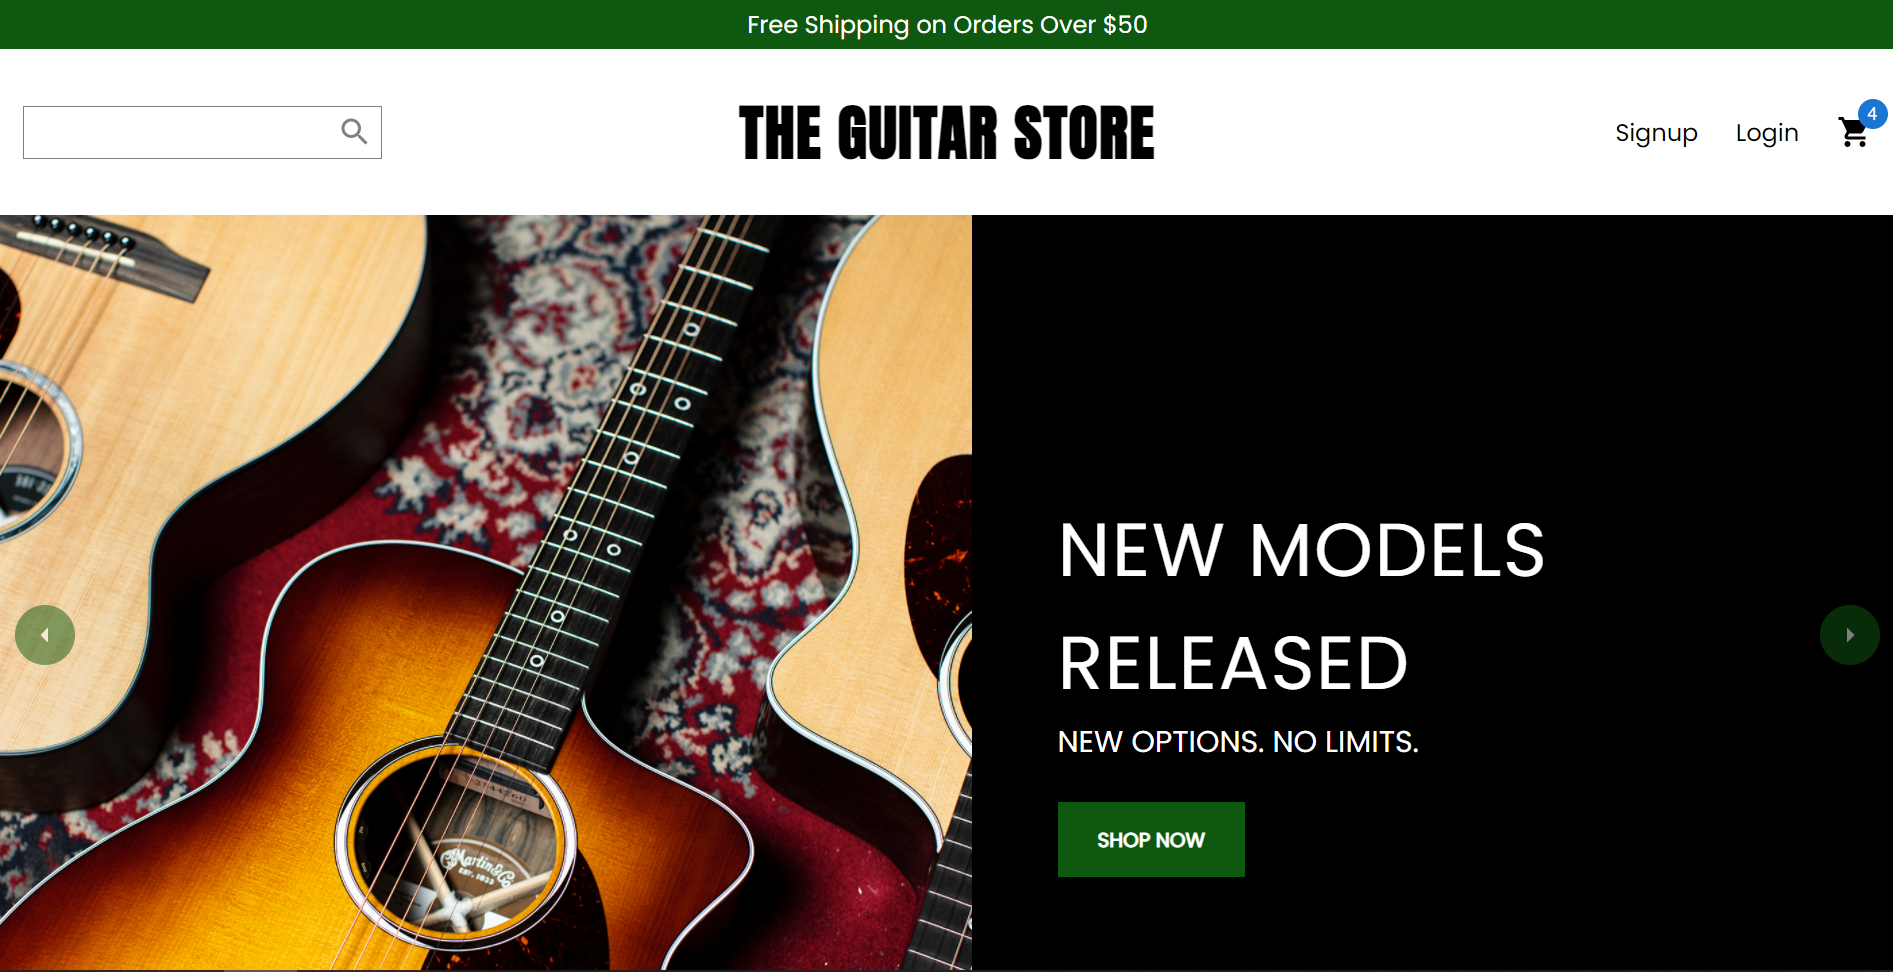 Free Shipping on Orders Over $50
THE GUITAR STORE
Signup
Login
4
NEW MODELS
RELEASED
NEW OPTIONS. NO LIMITS.
SHOP NOW
Martin & Co
EST. 1833